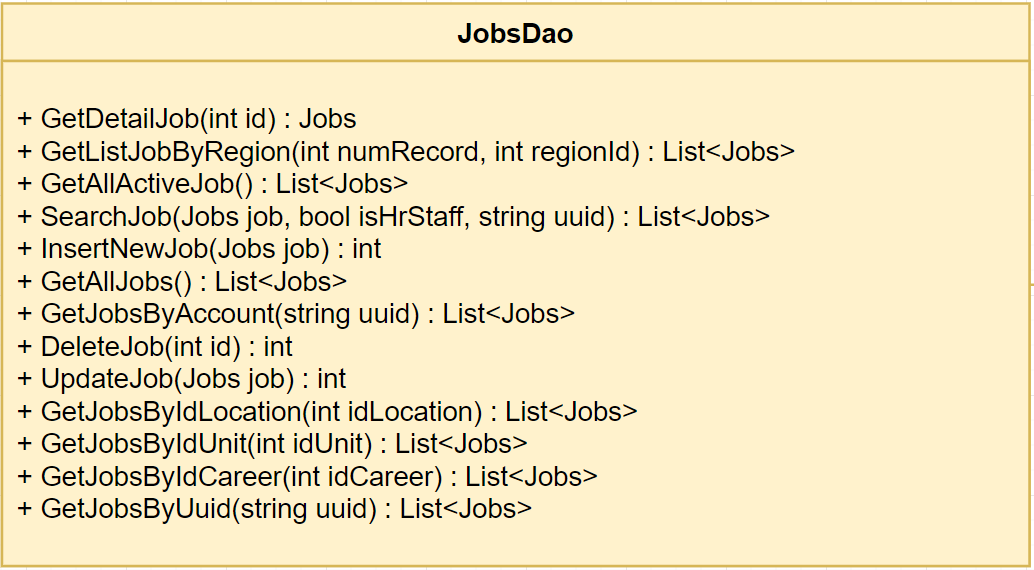 JobsDao
+ GetDetailJob(int id) : Jobs
+ GetListJobByRegion(int numRecord, int regionId) : List<Jobs>
+ GetAllActiveJob() : List<Jobs>
+ SearchJob(Jobs job, bool isHrStaff, string uuid) : List<Jobs>
+ InsertNewJob(Jobs job) : int
+ GetAllJobs() : List<Jobs>
+ GetJobsByAccount(string uuid) : List<Jobs>
+ DeleteJob(int id) : int
+ UpdateJob(Jobs job) : int
+ GetJobsByIdLocation(int idLocation) : List<Jobs>
+ GetJobsByIdUnit(int idUnit) : List<Jobs>
+ GetJobsByIdCareer(int idCareer) : List<Jobs>
+ GetJobsByUuid(string uuid) : List<Jobs>